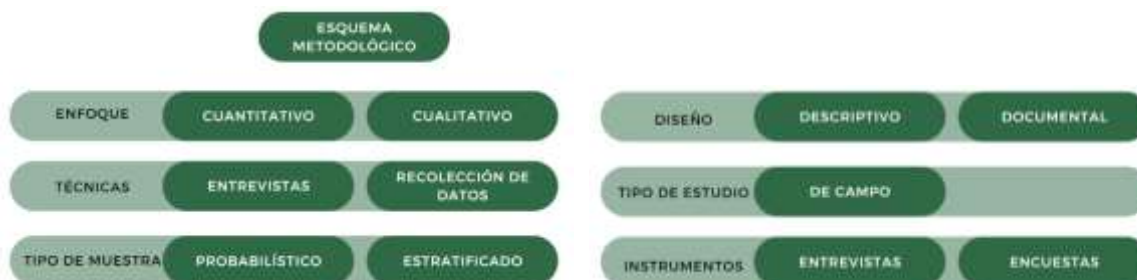 ESQUEMA
METODOLÓGICO
ENFOQUE CUANTITATIVO CUALITATIVO
TÉCNICAS ENTREVISTAS RECOLECCIÓN DE
DATOS
TIPO DE MUESTRA PROBABILÍSTICO ESTRATIFICADO
DISEÑO DESCRIPTIVO DOCUMENTAL
TIPO DE ESTUDIO DE CAMPO
INSTRUMENTOS ENTREVISTAS ENCUESTAS